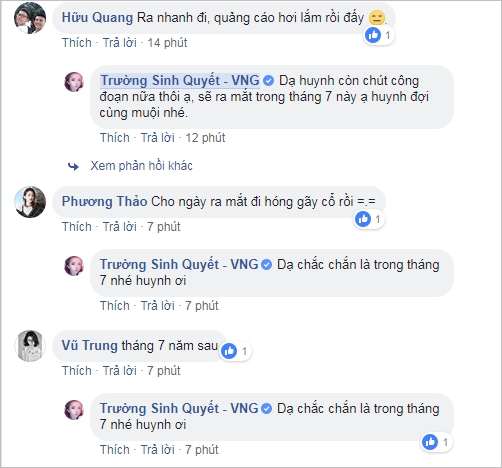 Hữu Quang Ra nhanh đi, quảng cáo hơi lắm rồi đấy
1
Thích · Trả lời · 14 phút
Trường Sinh Quyết - VNG Dạ huynh còn chút công
đoạn nữa thôi ạ, sẽ ra mắt trong tháng 7 này ạ huynh đợi
cùng muội nhé.
Thích · Trả lời · 12 phút
Xem phản hồi khác
Phương Thảo Cho ngày ra mắt đi hóng gãy cổ rồi =.=
1
Thích · Trả lời · 7 phút
Trường Sinh Quyết - VNG Dạ chắc chắn là trong tháng
7 nhé huynh ơi
Thích · Trả lời · 7 phút
Vũ Trung tháng 7 năm sau
1
Thích · Trả lời · 7 phút
Trường Sinh Quyết - VNG Dạ chắc chắn là trong tháng
7 nhé huynh ơi
1
Thích · Trả lời · 7 phút